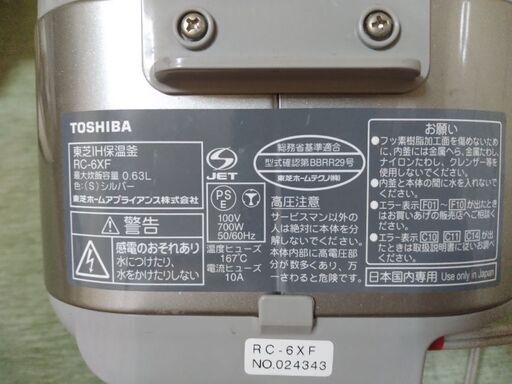 TOSHIBA
東芝IH保温釜
RC-6XF
最大炊飯容量 0.63L
色:(S)シルバー
東芝ホームアプライアンス株式会社
警告
感電のおそれあり
水につけたり、
水をかけたりしない
S
JET
PS
E
100V
700W
50/60Hz
温度ヒューズ
167℃
電流ヒューズ
10A
総務省基準適合
型式確認第BBRR29号
東芝ホームテクノ(株)
高圧注意
サービスマン以外の
人は絶対に本体を分
解しないでください。
本体内部に高電圧部
分が数多くあり、万
一さわると危険です。
お願い
●フッ素樹脂加工面を傷めないため
に、内釜には金属へら、金属たわし、
ナイロンたわし、クレンザー等を
使用しないでください。
●内釜と本体の間に水を入れないで
ください。
●エラー表示[F01]~[F10]が出たとき
はお買いあげの販売店へご相談
ください。
●エラー表示[C10][C11][C14]が出
たときは取扱説明書に従いお調べ
ください。
日本国内専用 Use only in Japan
RC-6XF
NO.024343